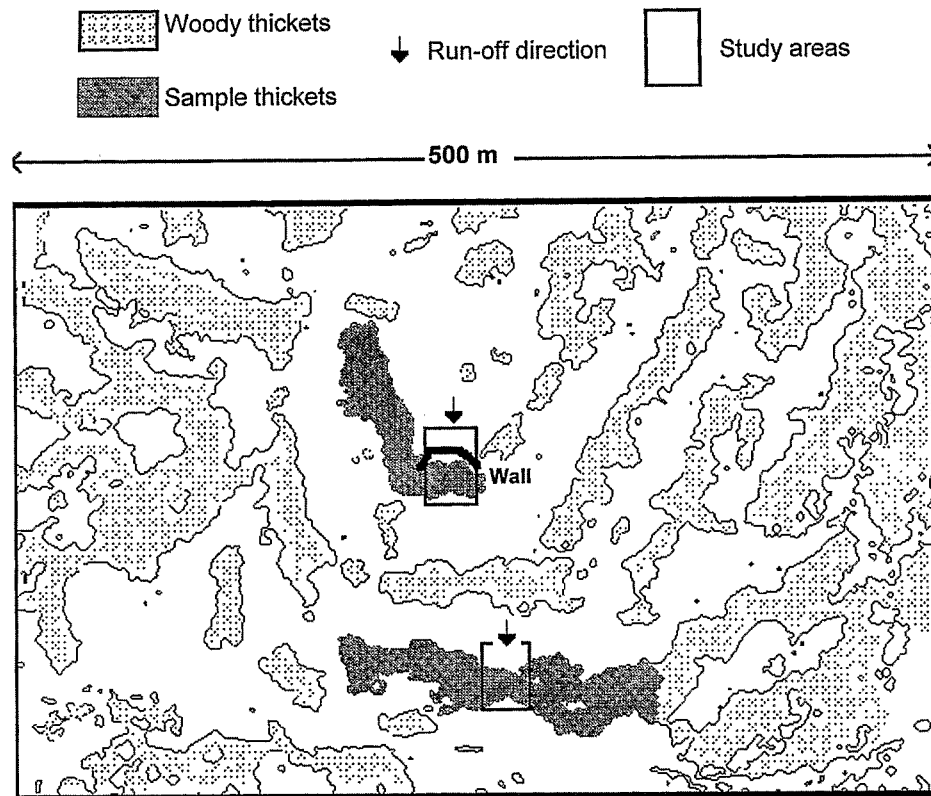 Woody thickets
Run-off direction
Study areas
Sample thickets
500 m
Wall